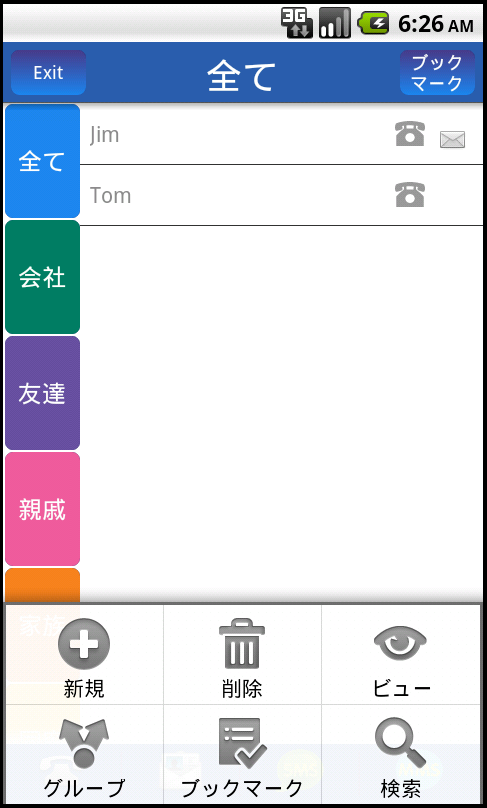 3G
6:26 AM
Exit
全て
ブック
マーク
全て
Jim
Tom
会社
友達
親戚
家族
新規
削除
ビュー
グループ
ブックマーク
検索